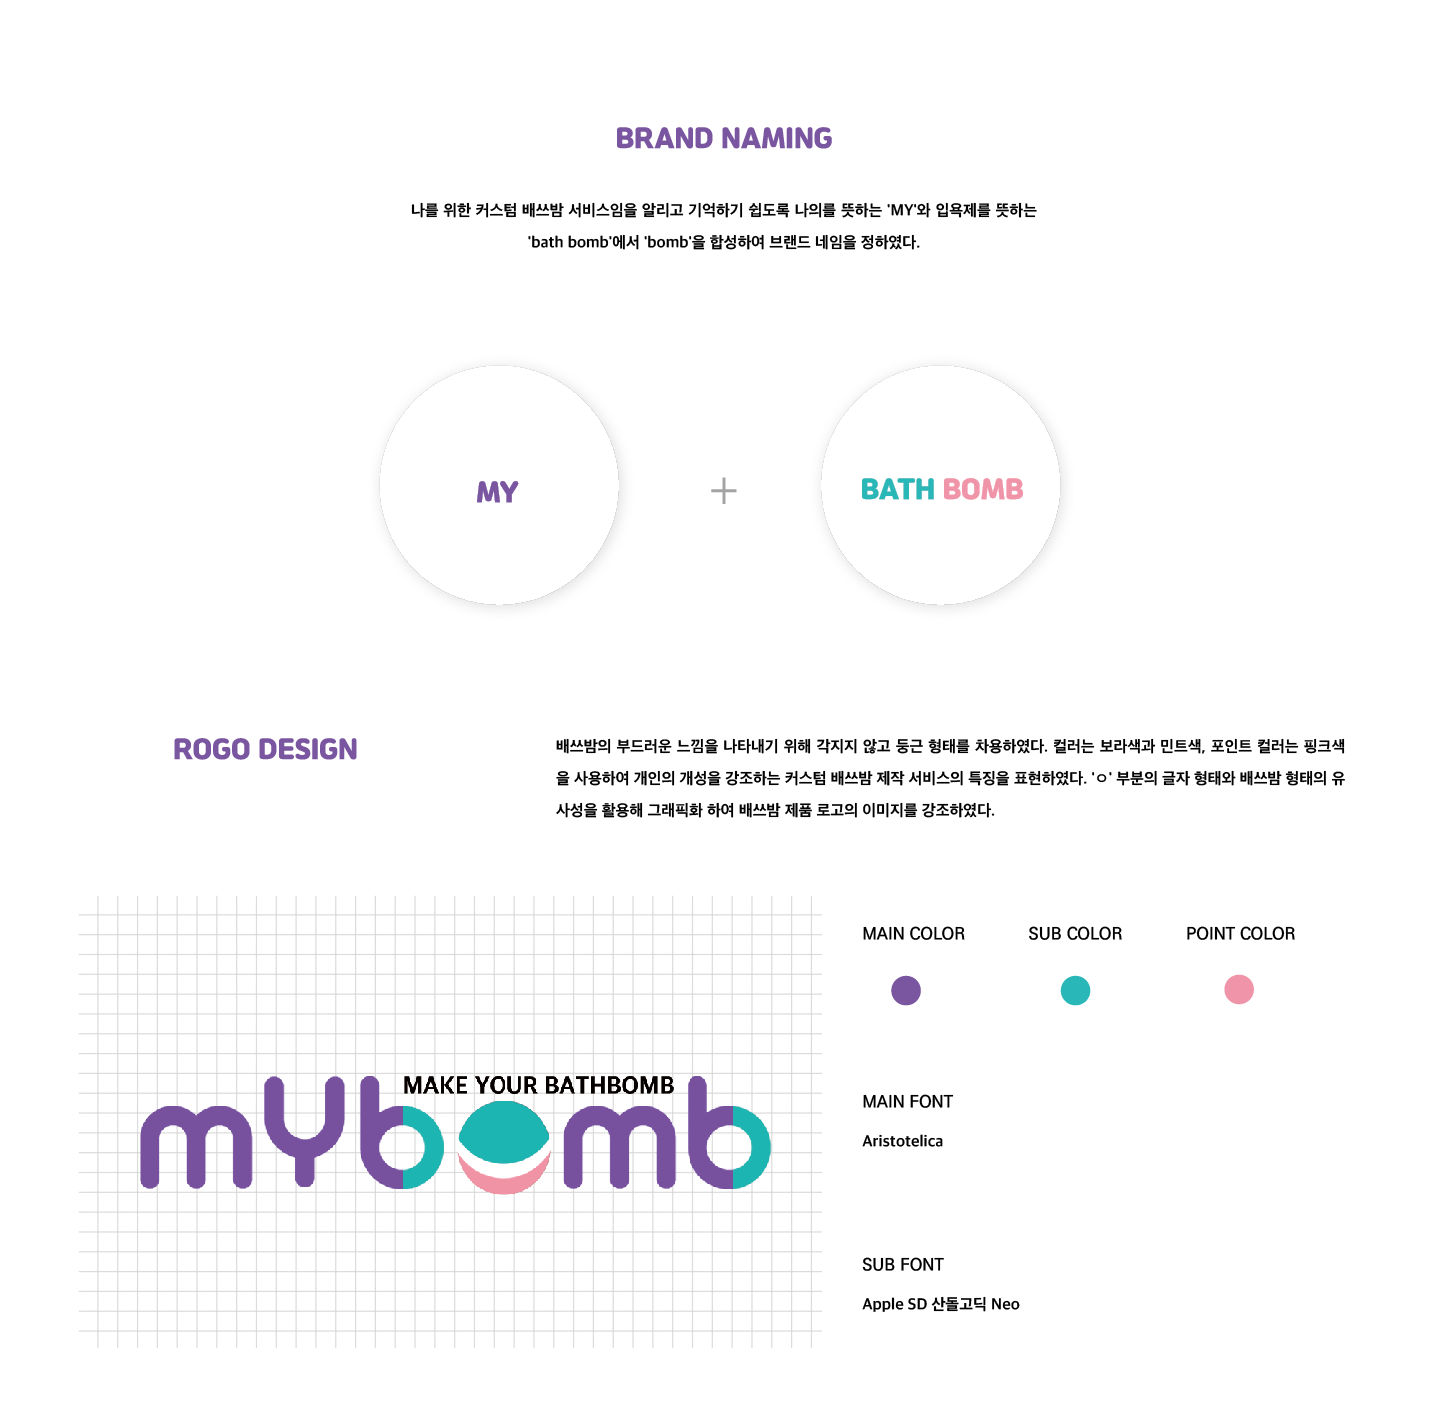 BRAND NAMING
나를 위한 커스텀 배쓰밤 서비스임을 알리고 기억하기 쉽도록 나의를 뜻하는 'MY'와 입욕제를 뜻하는
'bath bomb'에서 'bomb'을 합성하여 브랜드 네임을 정하였다.
MY
+
BATH BOMB
ROGO DESIGN
배쓰밤의 부드러운 느낌을 나타내기 위해 각지지 않고 둥근 형태를 차용하였다. 컬러는 보라색과 민트색, 포인트 컬러는 핑크색
을 사용하여 개인의 개성을 강조하는 커스텀 배쓰밤 제작 서비스의 특징을 표현하였다. 'ㅇ' 부분의 글자 형태와 배쓰밤 형태의 유
사성을 활용해 그래픽화 하여 배쓰밤 제품 로고의 이미지를 강조하였다.
MAKE YOUR BATHBOMB
mybomb
MAIN COLOR
SUB COLOR
POINT COLOR
MAIN FONT
Aristotelica
SUB FONT
Apple SD 산돌고딕 Neo